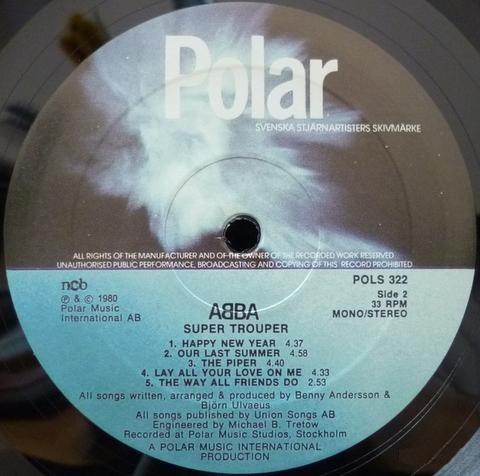 Polar
SVENSKA STJÄRNARTISTERS SKIVMÄRKE
ALL RIGHTS OF THE MANUFACTURER AND OF THE OWNER OF THE RECORDED WORK RESERVED
UNAUTHORISED PUBLIC PERFORMANCE, BROADCASTING AND COPYING OF THIS RECORD PROHIBITED
ncb
POLS 322
℗ & © 1980
Side 2
Polar Music
33 RPM
International AB
MONO/STEREO
ABBA
SUPER TROUPER
1. HAPPY NEW YEAR 4.37
2. OUR LAST SUMMER 4.58
3. THE PIPER 4.40
4. LAY ALL YOUR LOVE ON ME 4.33
5. THE WAY ALL FRIENDS DO 2.53
All songs written, arranged & produced by Benny Andersson &
Björn Ulvaeus
All songs published by Union Songs AB
Engineered by Michael B. Tretow
Recorded at Polar Music Studios, Stockholm
A POLAR MUSIC INTERNATIONAL
PRODUCTION